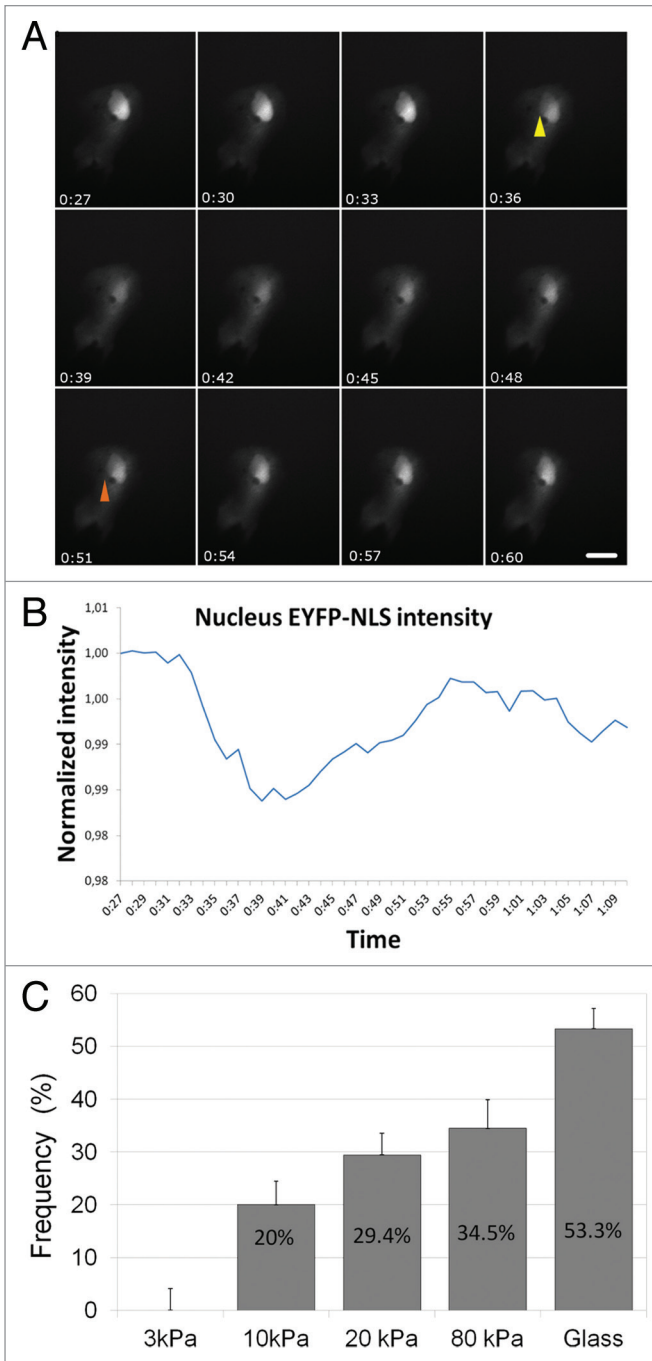 A
0:27 0:30 0:33 0:36
0:39 0:42 0:45 0:48
0:51 0:54 0:57 0:60
B
Nucleus EYFP-NLS intensity
Normalized intensity
1,01
1,00
1,00
0,99
0,99
0,98
0,98
0:27 0:29 0:31 0:33 0:35 0:37 0:39 0:41 0:43 0:45 0:47 0:49 0:51 0:53 0:55 0:57 0:59 1:01 1:03 1:05 1:07 1:09
Time
C
Frequency (%)
60
50
40
30
20
10
0
20% 29.4% 34.5% 53.3%
3kPa 10kPa 20 kPa 80 kPa Glass